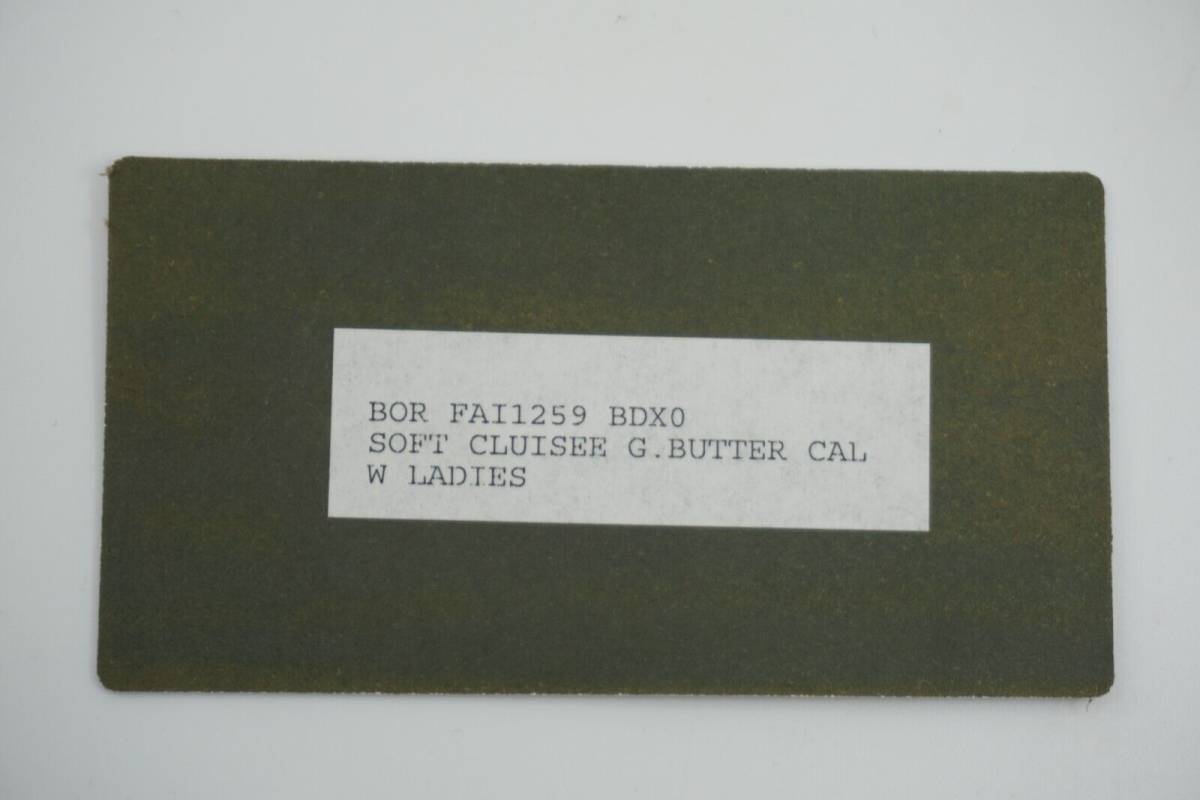 BOR FAI1259 BDX0
SOFT CLUISEE G.BUTTER CAL
W LADIES